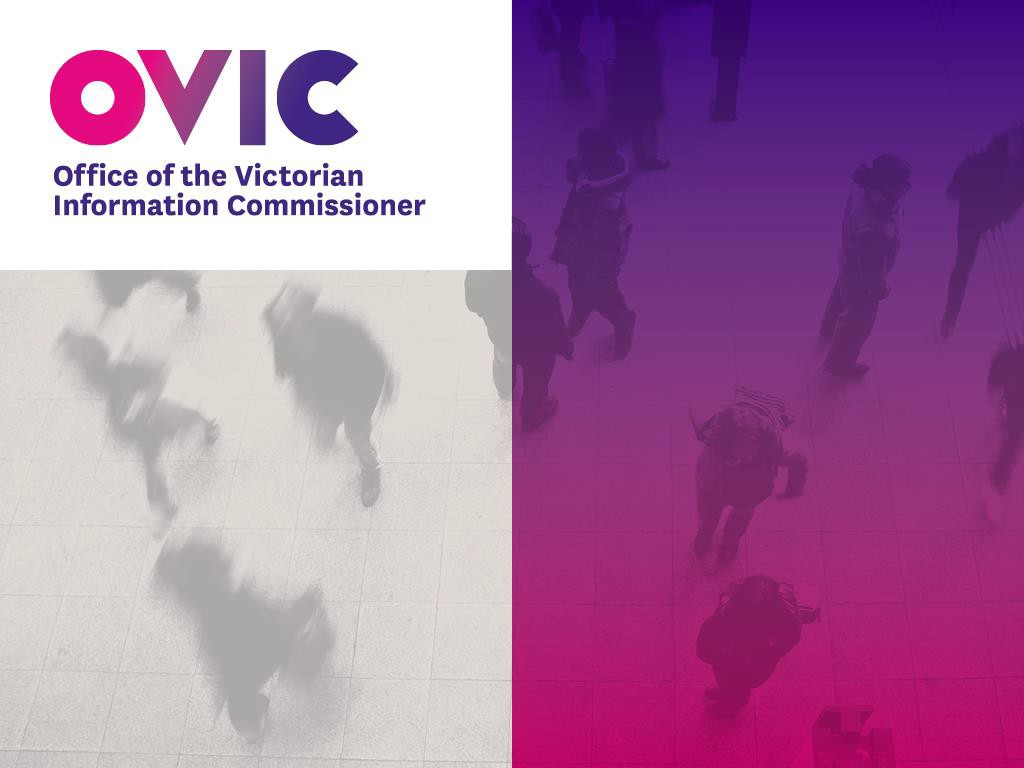 OVIC
Office of the Victorian
Information Commissioner